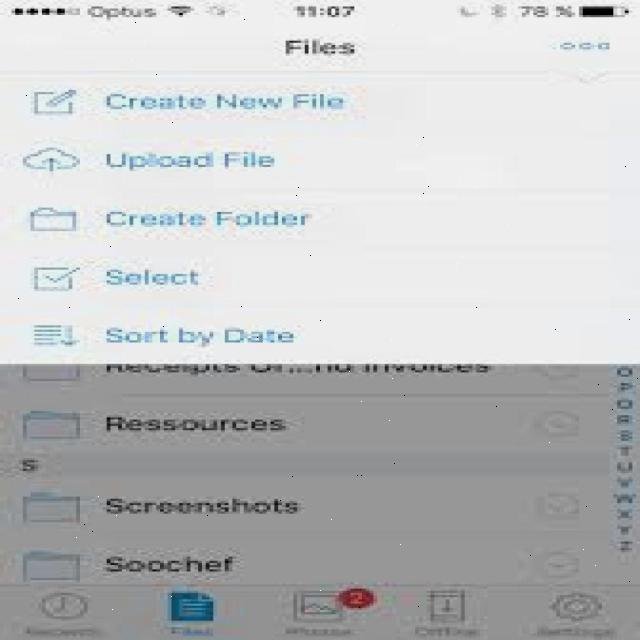 Optus 11:07 78 %
Files
Create New File
Upload File
Create Folder
Select
Sort by Date
Receipts Or...nd Invoices
Ressources
S
Screenshots
Soochef
O
P
Q
R
S
T
U
V
W
X
Y
Z
2
Recents Files Photos Offline Settings